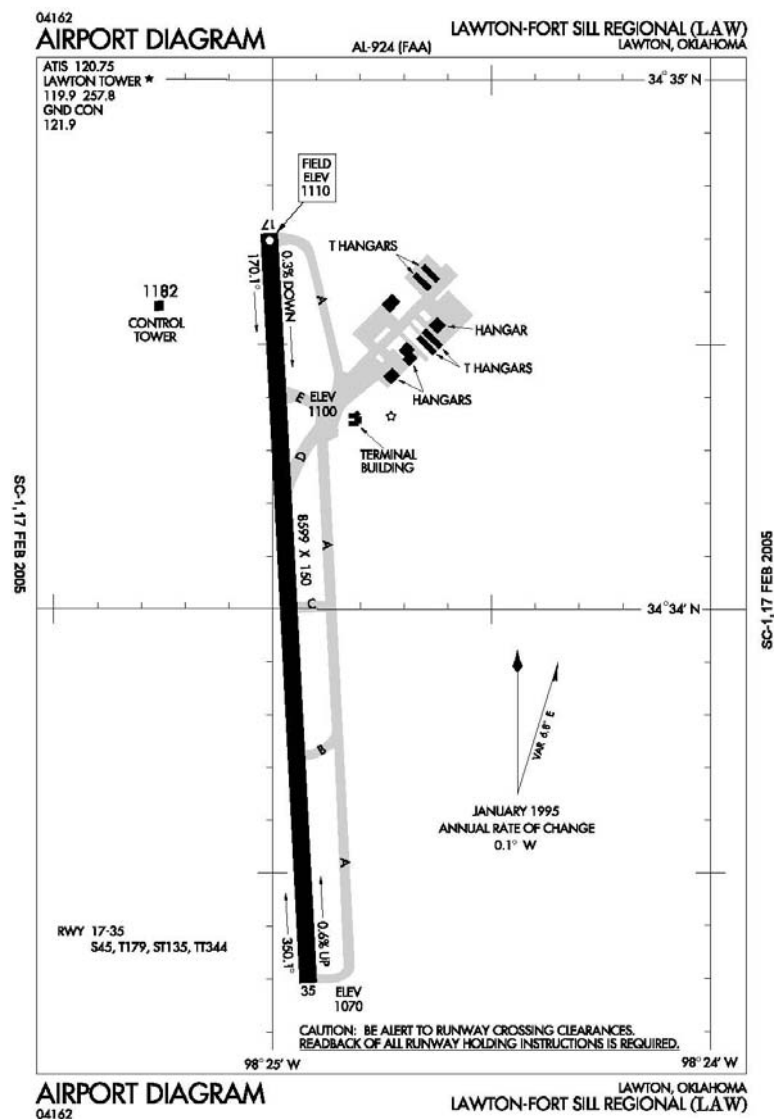 04162
AIRPORT DIAGRAM
AL-924 (FAA)
LAWTON-FORT SILL REGIONAL (LAW)
LAWTON, OKLAHOMA
ATIS 120.75
LAWTON TOWER *
119.9 257.8
GND CON
121.9
34°35' N
FIELD
ELEV
1110
17
T HANGARS
170.1°
0.3% DOWN
A
1182
CONTROL
TOWER
HANGAR
T HANGARS
E
ELEV
1100
HANGARS
D
TERMINAL
BUILDING
SC-1, 17 FEB 2005
SC-1, 17 FEB 2005
8599 X 150
A
C
34°34' N
VAR 6.8° E
B
JANUARY 1995
ANNUAL RATE OF CHANGE
0.1° W
A
RWY 17-35
S45, T179, ST135, TT344
350.1°
0.6% UP
35
ELEV
1070
CAUTION: BE ALERT TO RUNWAY CROSSING CLEARANCES.
READBACK OF ALL RUNWAY HOLDING INSTRUCTIONS IS REQUIRED.
98°25' W
98°24' W
AIRPORT DIAGRAM
04162
LAWTON, OKLAHOMA
LAWTON-FORT SILL REGIONAL (LAW)